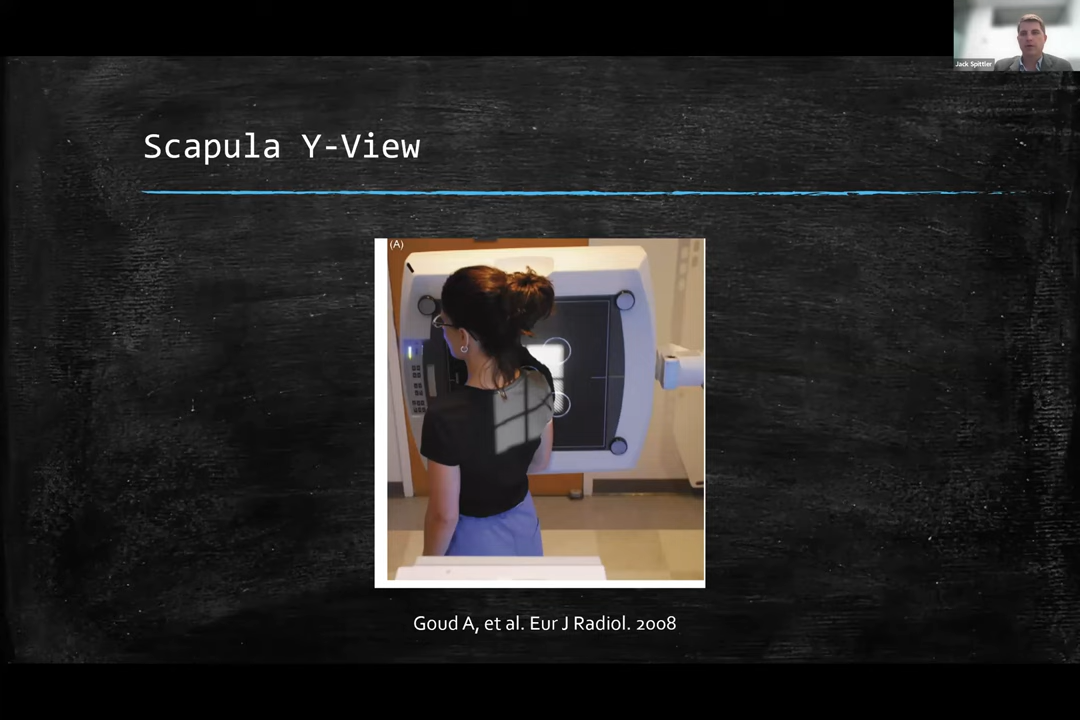 Jack Spittler
Scapula Y-View
(A)
Goud A, et al. Eur J Radiol. 2008